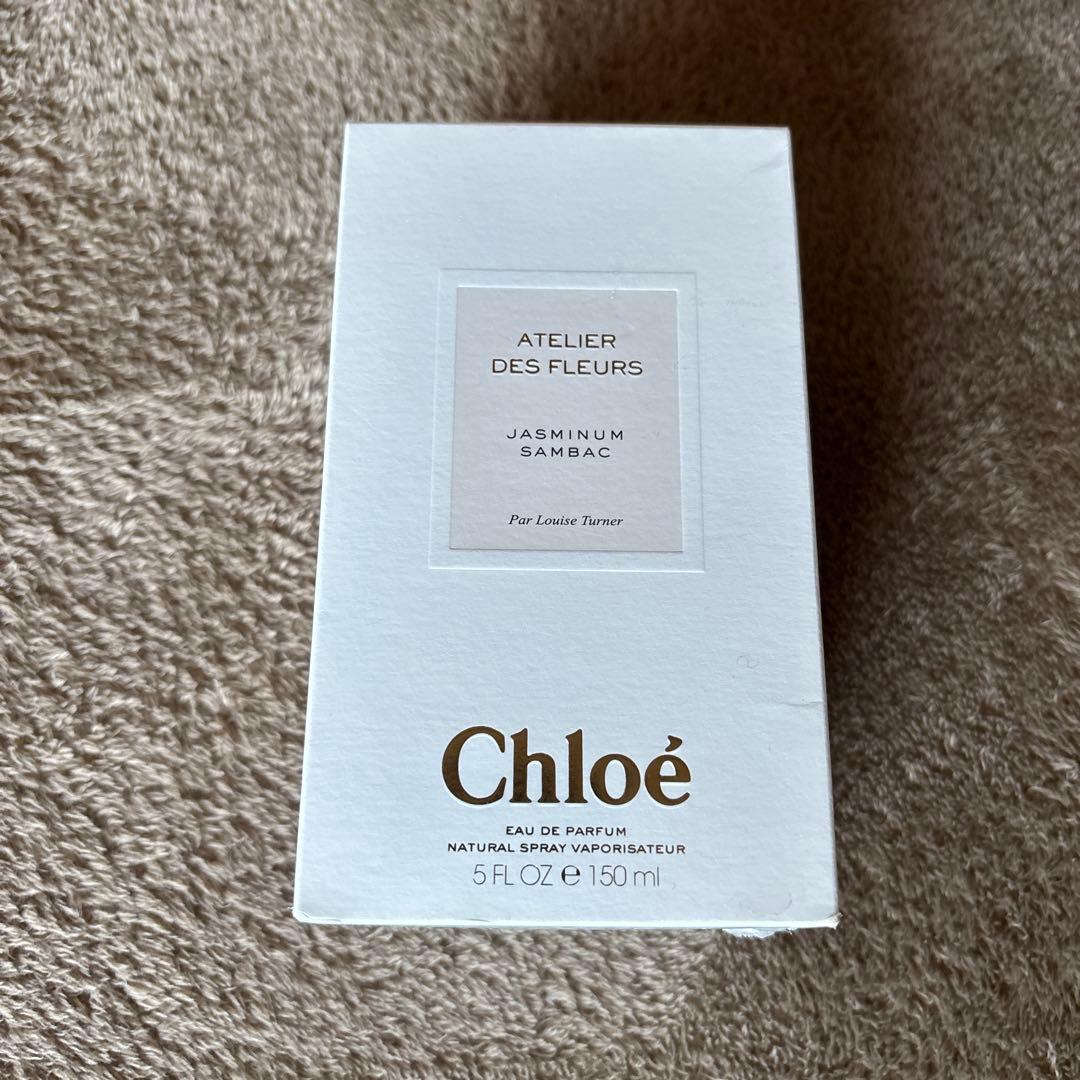 ATELIER
DES FLEURS
JASMINUM
SAMBAC
Par Louise Turner
Chloé
EAU DE PARFUM
NATURAL SPRAY VAPORISATEUR
5 FL OZ ℮ 150 ml